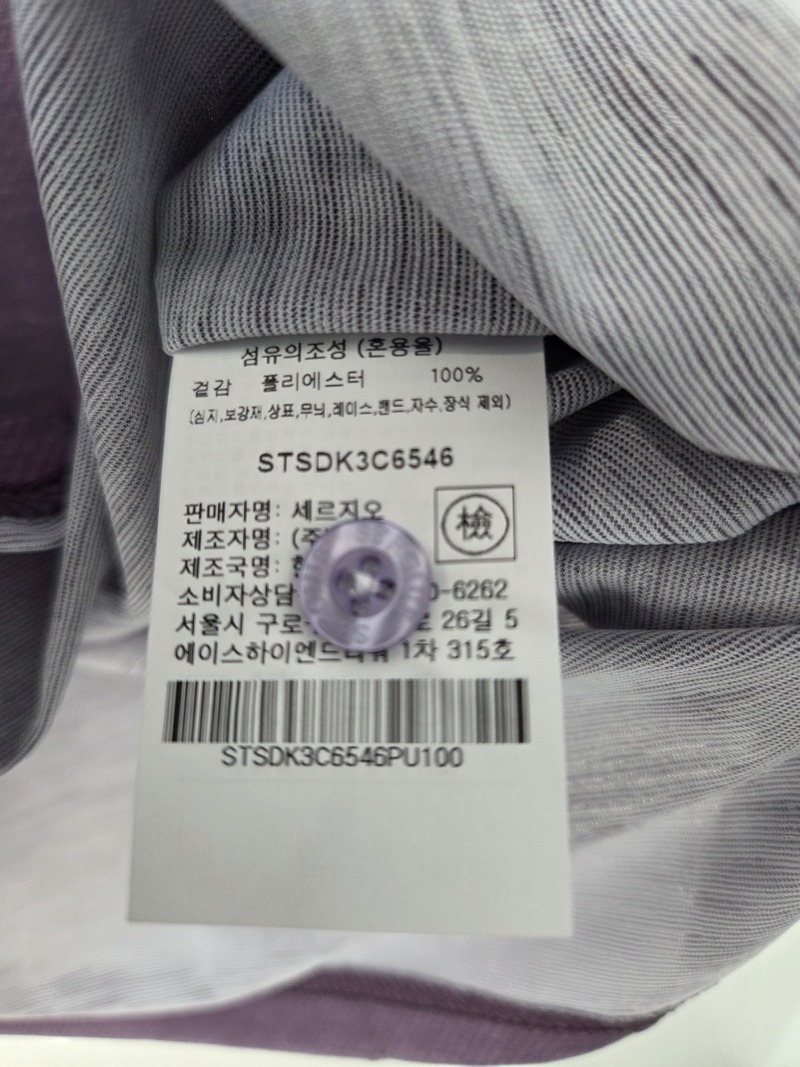 섬유의조성 (혼용율)
겉감 폴리에스터 100%
(심지,보강재,상표,무늬,레이스,밴드,자수,장식 제외)
STSDK3C6546
판매자명: 세르지오
檢
제조자명: (주
제조국명:
소비자상담 -6262
서울시 구로 26길 5
에이스하이엔드타워 1차 315호
STSDK3C6546PU100